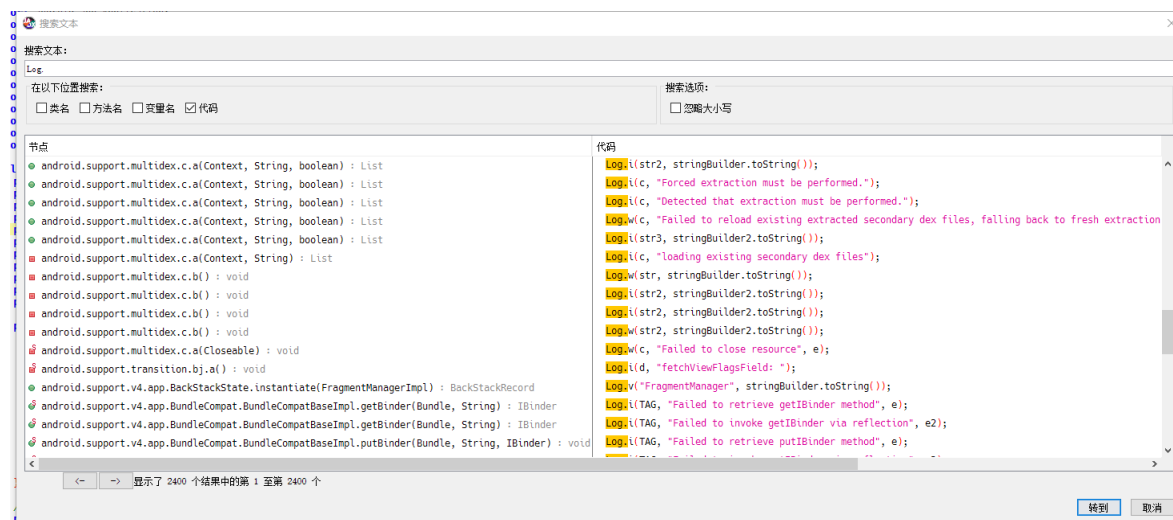 搜索文本
搜索文本:
Log.
在以下位置搜索:
类名 方法名 变量名 代码
搜索选项:
忽略大小写
节点 代码
android.support.multidex.c.a(Context, String, boolean) : List Log.i(str2, stringBuilder.toString());
android.support.multidex.c.a(Context, String, boolean) : List Log.i(c, "Forced extraction must be performed.");
android.support.multidex.c.a(Context, String, boolean) : List Log.i(c, "Detected that extraction must be performed.");
android.support.multidex.c.a(Context, String, boolean) : List Log.w(c, "Failed to reload existing extracted secondary dex files, falling back to fresh extraction
android.support.multidex.c.a(Context, String, boolean) : List Log.i(str3, stringBuilder2.toString());
android.support.multidex.c.a(Context, String) : List Log.i(c, "loading existing secondary dex files");
android.support.multidex.c.b() : void Log.w(str, stringBuilder.toString());
android.support.multidex.c.b() : void Log.i(str2, stringBuilder2.toString());
android.support.multidex.c.b() : void Log.i(str2, stringBuilder2.toString());
android.support.multidex.c.b() : void Log.w(str2, stringBuilder2.toString());
android.support.multidex.c.a(Closeable) : void Log.w(c, "Failed to close resource", e);
android.support.transition.bj.a() : void Log.i(d, "fetchViewFlagsField: ");
android.support.v4.app.BackStackState.instantiate(FragmentManagerImpl) : BackStackRecord Log.v("FragmentManager", stringBuilder.toString());
android.support.v4.app.BundleCompat.BundleCompatBaseImpl.getBinder(Bundle, String) : IBinder Log.i(TAG, "Failed to retrieve getIBinder method", e);
android.support.v4.app.BundleCompat.BundleCompatBaseImpl.getBinder(Bundle, String) : IBinder Log.i(TAG, "Failed to invoke getIBinder via reflection", e2);
android.support.v4.app.BundleCompat.BundleCompatBaseImpl.putBinder(Bundle, String, IBinder) : void Log.i(TAG, "Failed to retrieve putIBinder method", e);
<- -> 显示了 2400 个结果中的第 1 至第 2400 个
转到 取消